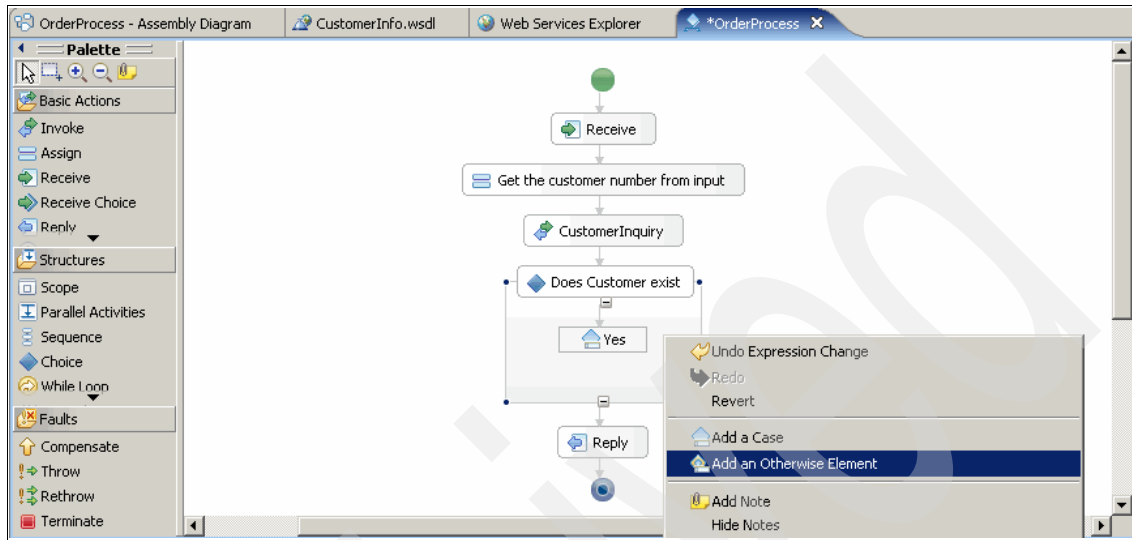 OrderProcess - Assembly Diagram
CustomerInfo.wsdl
Web Services Explorer
*OrderProcess
Palette
Basic Actions
Invoke
Assign
Receive
Receive Choice
Reply
Structures
Scope
Parallel Activities
Sequence
Choice
While Loop
Faults
Compensate
Throw
Rethrow
Terminate
Receive
Get the customer number from input
CustomerInquiry
Does Customer exist
Yes
Reply
Undo Expression Change
Redo
Revert
Add a Case
Add an Otherwise Element
Add Note
Hide Notes